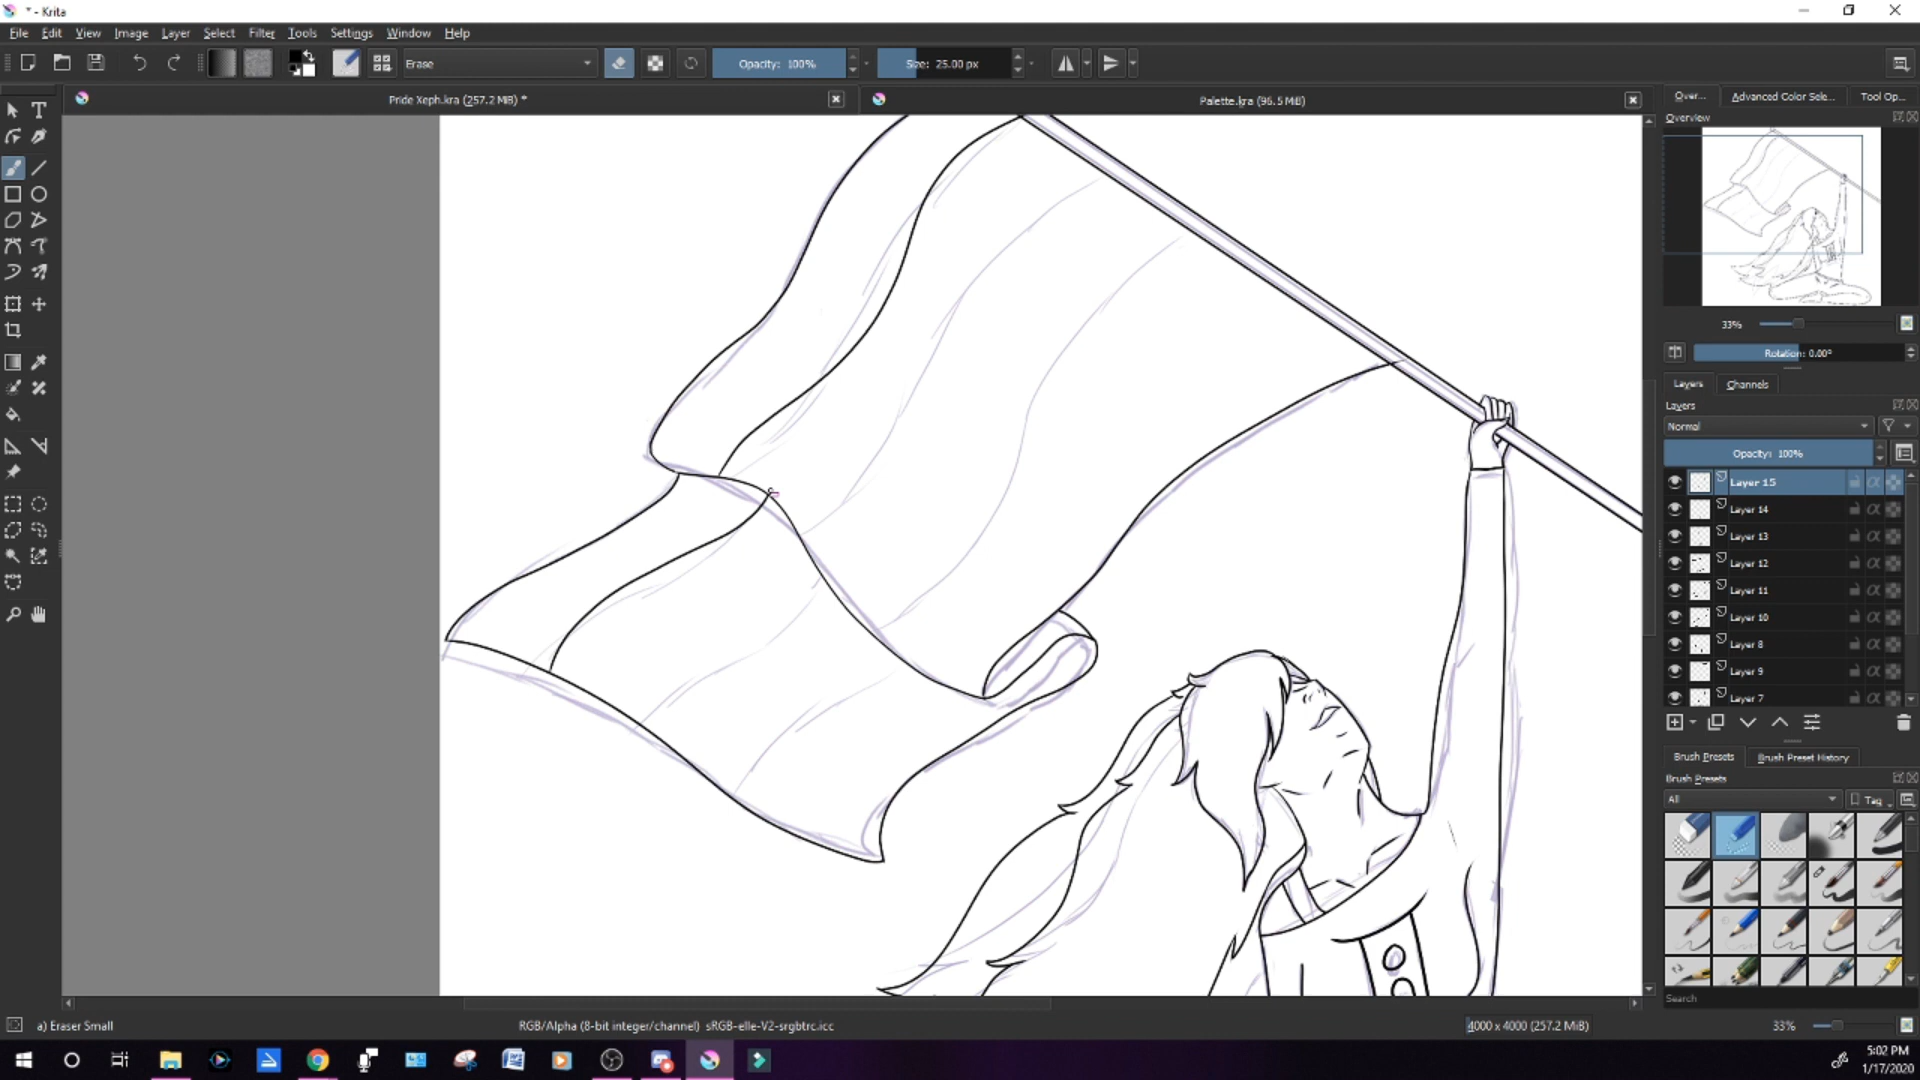 * - Krita
File Edit View Image Layer Select Filter Tools Settings Window Help
Erase Opacity: 100% Size: 25.00 px
Pride Xeph.kra (257.2 MiB) * Palette.kra (96.5 MiB)
Over... Advanced Color Sele... Tool Op...
Overview
33%
Rotation: 0.00°
Layers Channels
Layers
Normal
Opacity: 100%
Layer 15
Layer 14
Layer 13
Layer 12
Layer 11
Layer 10
Layer 8
Layer 9
Layer 7
Brush Presets Brush Preset History
Brush Presets
All Tag
Search
a) Eraser Small RGB/Alpha (8-bit integer/channel) sRGB-elle-V2-srgbtrc.icc 4000 x 4000 (257.2 MiB) 33%
5:02 PM
1/17/2020